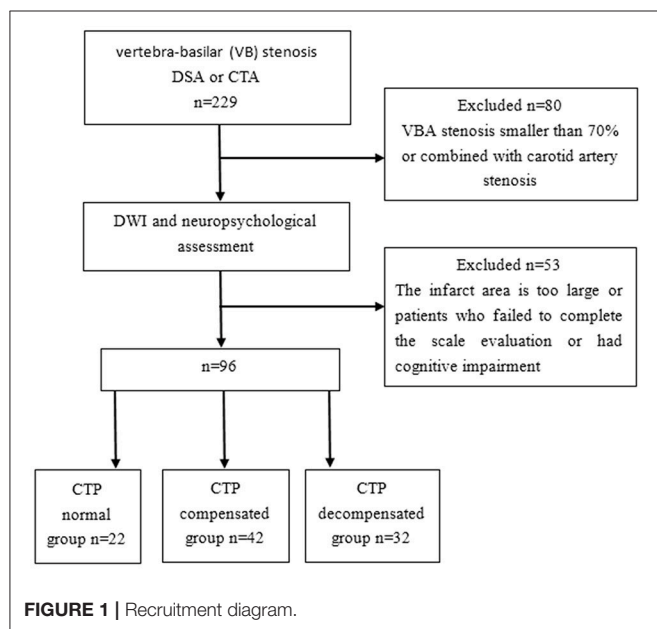 vertebra-basilar (VB) stenosis
DSA or CTA
n=229
Excluded n=80
VBA stenosis smaller than 70%
or combined with carotid artery
stenosis
DWI and neuropsychological
assessment
Excluded n=53
The infarct area is too large or
patients who failed to complete
the scale evaluation or had
cognitive impairment
n=96
CTP
normal
group n=22
CTP
compensated
group n=42
CTP
decompensated
group n=32
FIGURE 1 | Recruitment diagram.